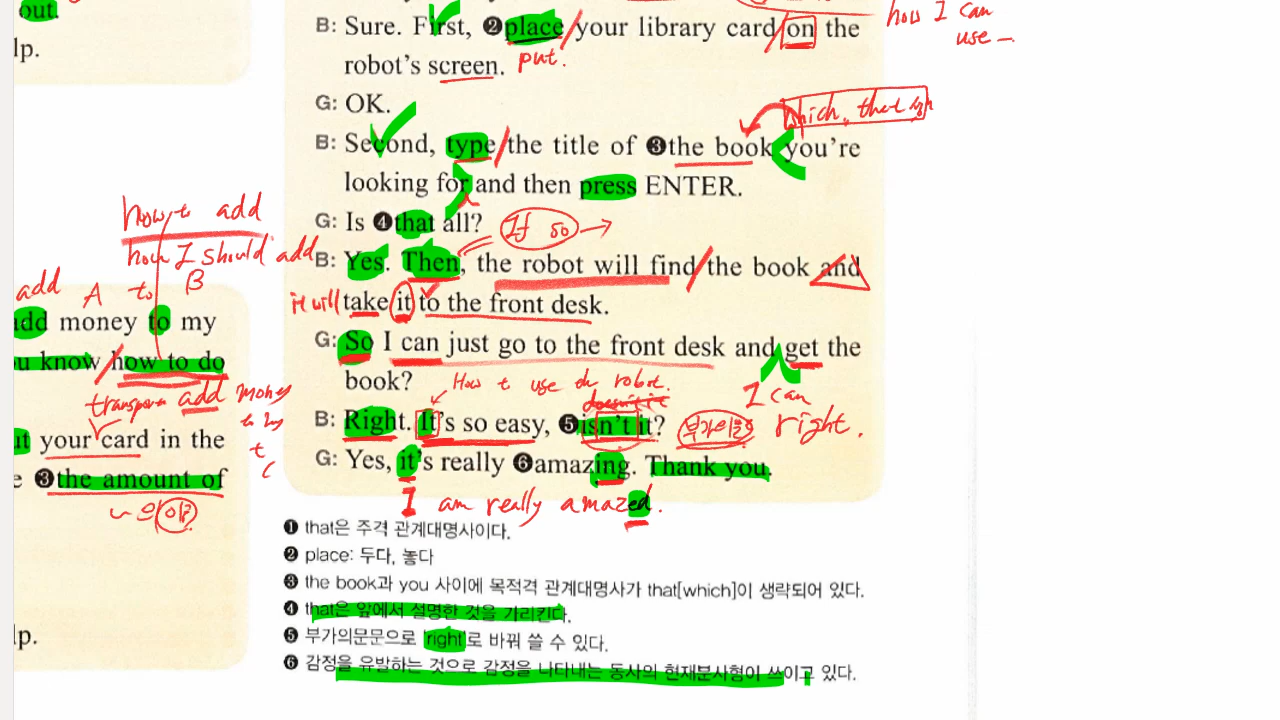 out.
lp.
how I can
use –
B: Sure. First, ❷place your library card on the
robot's screen. put.
G: OK.
which, that
B: Second, type the title of ❸the book you're
looking for and then press ENTER.
G: Is ❹that all? If so →
B: Yes. Then, the robot will find the book and
it will take it to the front desk.
G: So I can just go to the front desk and get the
book?
I can
How to use the robot.
doesn't it
B: Right. It's so easy, ❺isn't it? right.
G: Yes, it's really ❻amazing. Thank you.
I am really amazed.
how to add
how I should add
add A to B
add money to my
u know how to do
add money
your card in the
e ❸the amount of
~의 양
lp.
❶ that은 주격 관계대명사이다.
❷ place: 두다, 놓다
❸ the book과 you 사이에 목적격 관계대명사가 that[which]이 생략되어 있다.
❹ that은 앞에서 설명한 것을 가리킨다.
❺ 부가의문문으로 right로 바꿔 쓸 수 있다.
❻ 감정을 유발하는 것으로 감정을 나타내는 동사의 현재분사형이 쓰이고 있다.